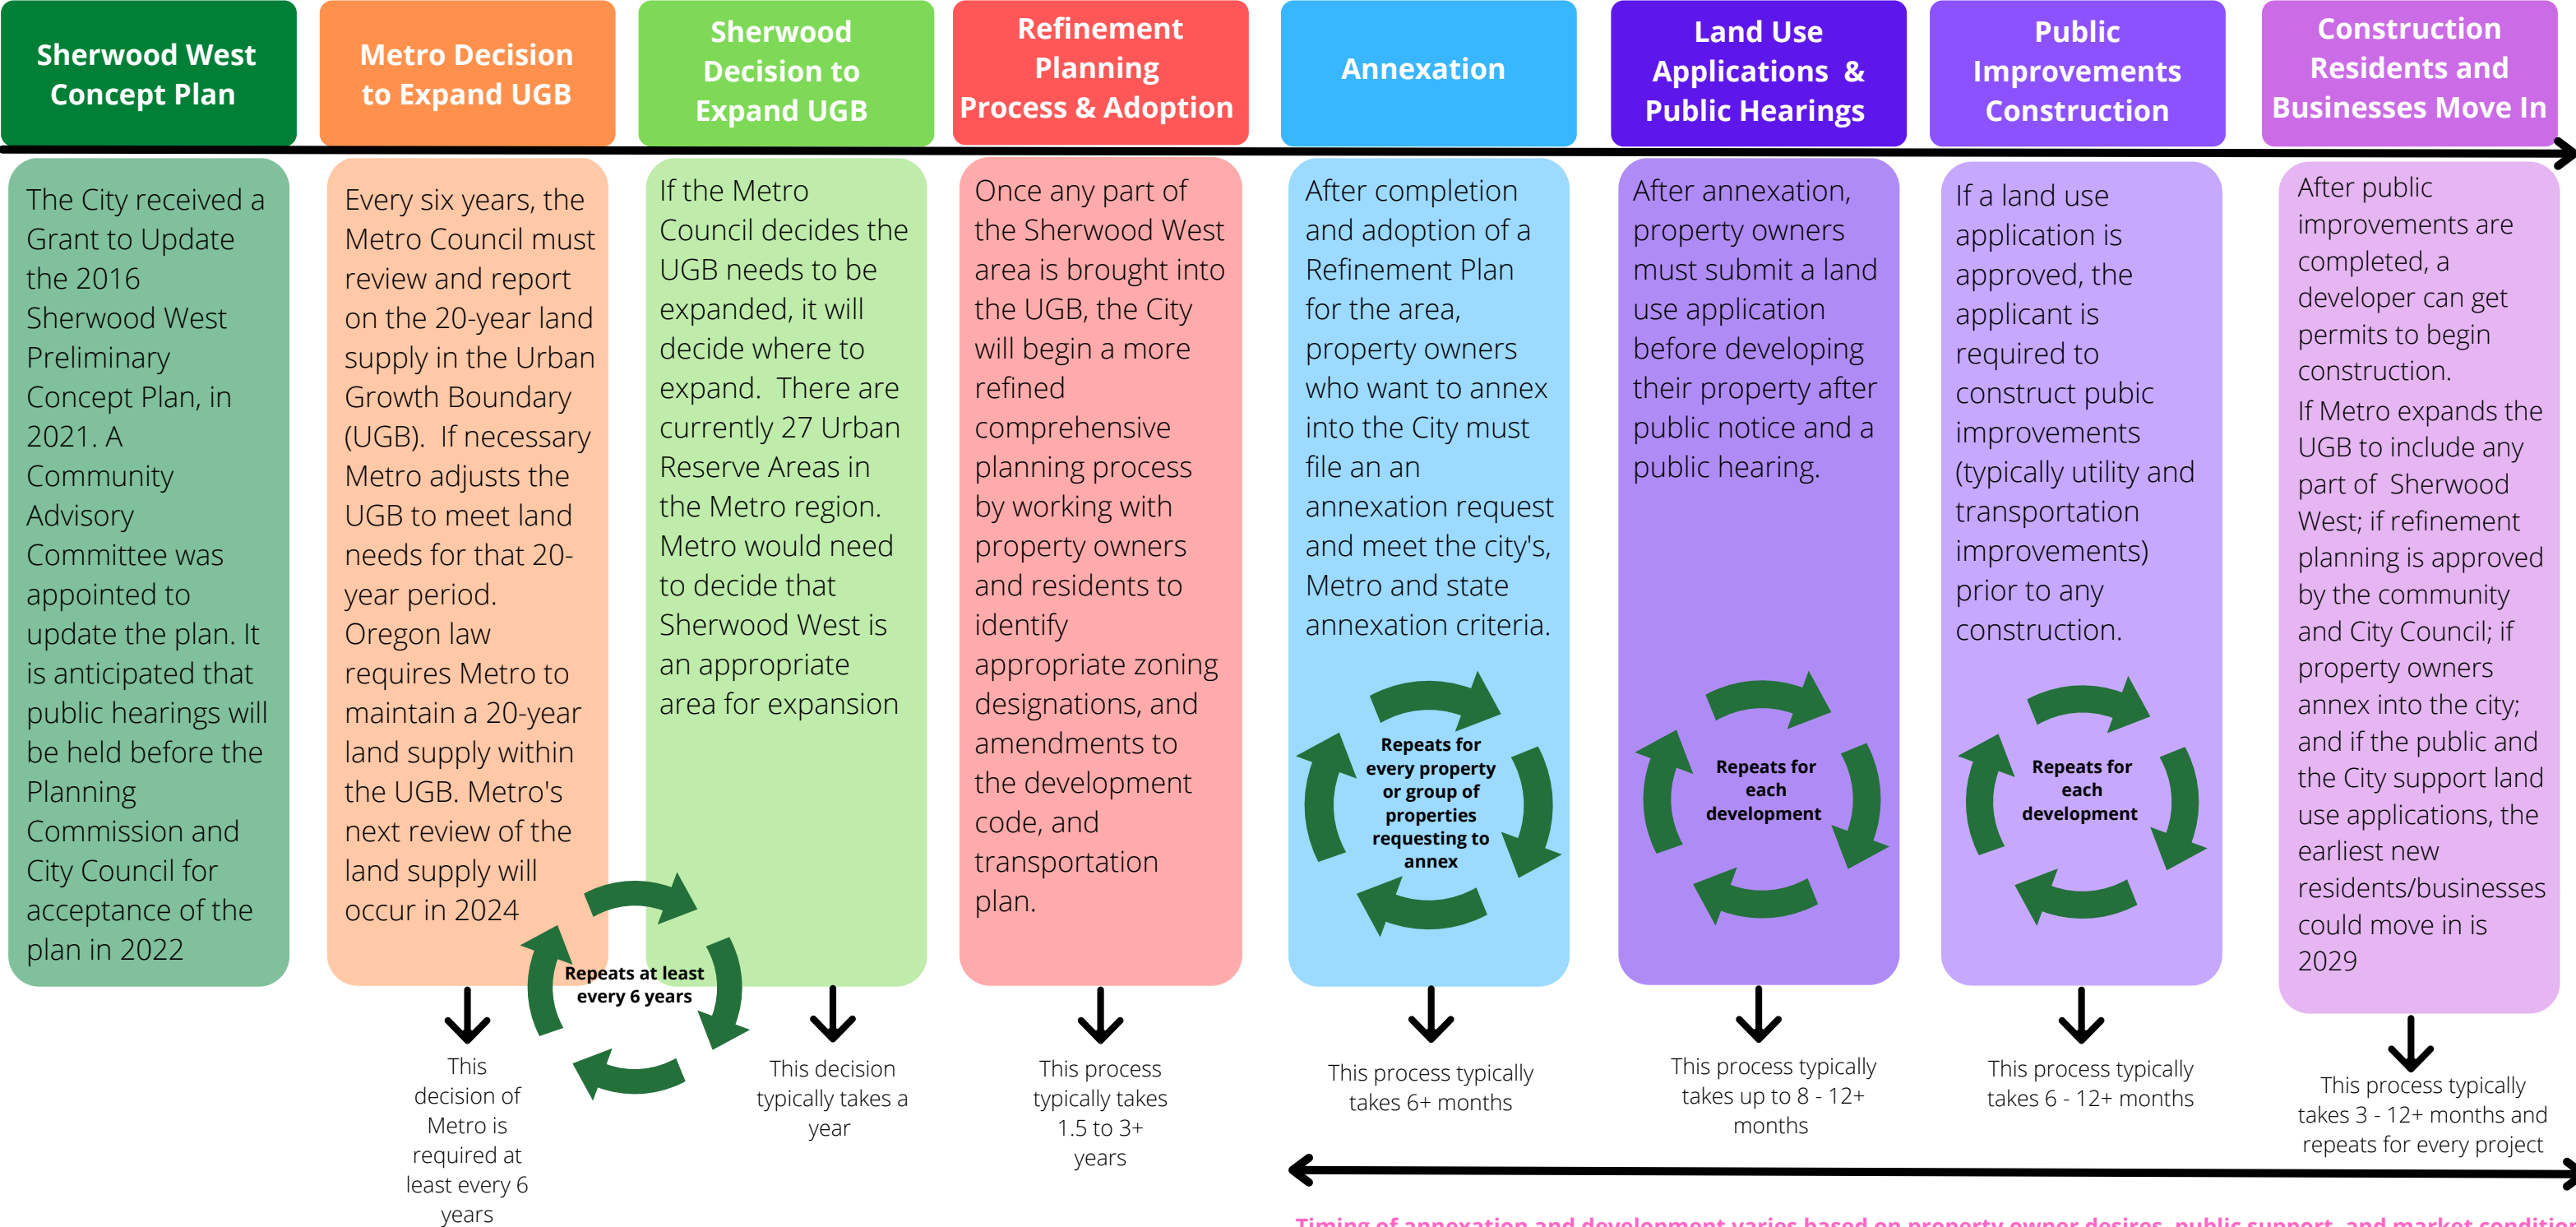 Sherwood West
Concept Plan
Metro Decision
to Expand UGB
Sherwood
Decision to
Expand UGB
Refinement
Planning
Process & Adoption
Annexation
Land Use
Applications & 
Public Hearings
Public
Improvements
Construction
Construction
Residents and
Businesses Move In
The City received a
Grant to Update
the 2016
Sherwood West
Preliminary
Concept Plan, in
2021. A
Community
Advisory
Committee was
appointed to
update the plan. It
is anticipated that
public hearings will
be held before the
Planning
Commission and
City Council for
acceptance of the
plan in 2022
Every six years, the
Metro Council must
review and report
on the 20-year land
supply in the Urban
Growth Boundary
(UGB). If necessary
Metro adjusts the
UGB to meet land
needs for that 20-
year period.
Oregon law
requires Metro to
maintain a 20-year
land supply within
the UGB. Metro's
next review of the
land supply will
occur in 2024
If the Metro
Council decides the
UGB needs to be
expanded, it will
decide where to
expand. There are
currently 27 Urban
Reserve Areas in
the Metro region.
Metro would need
to decide that
Sherwood West is
an appropriate
area for expansion
Repeats at least
every 6 years
Once any part of
the Sherwood West
area is brought into
the UGB, the City
will begin a more
refined
comprehensive
planning process
by working with
property owners
and residents to
identify
appropriate zoning
designations, and
amendments to
the development
code, and
transportation
plan.
After completion
and adoption of a
Refinement Plan
for the area,
property owners
who want to annex
into the City must
file an an
annexation request
and meet the city's,
Metro and state
annexation criteria.
Repeats for
every property
or group of
properties
requesting to
annex
After annexation,
property owners
must submit a land
use application
before developing
their property after
public notice and a
public hearing.
Repeats for
each
development
If a land use
application is
approved, the
applicant is
required to
construct pubic
improvements
(typically utility and
transportation
improvements)
prior to any
construction.
Repeats for
each
development
After public
improvements are
completed, a
developer can get
permits to begin
construction.
If Metro expands the
UGB to include any
part of Sherwood
West; if refinement
planning is approved
by the community
and City Council; if
property owners
annex into the city;
and if the public and
the City support land
use applications, the
earliest new
residents/businesses
could move in is
2029
This
decision of
Metro is
required at
least every 6
years
This decision
typically takes a
year
This process
typically takes
1.5 to 3+
years
This process typically
takes 6+ months
This process typically
takes up to 8 - 12+
months
This process typically
takes 6 - 12+ months
This process typically
takes 3 - 12+ months and
repeats for every project
Timing of annexation and development varies based on property owner desires, public support, and market condition